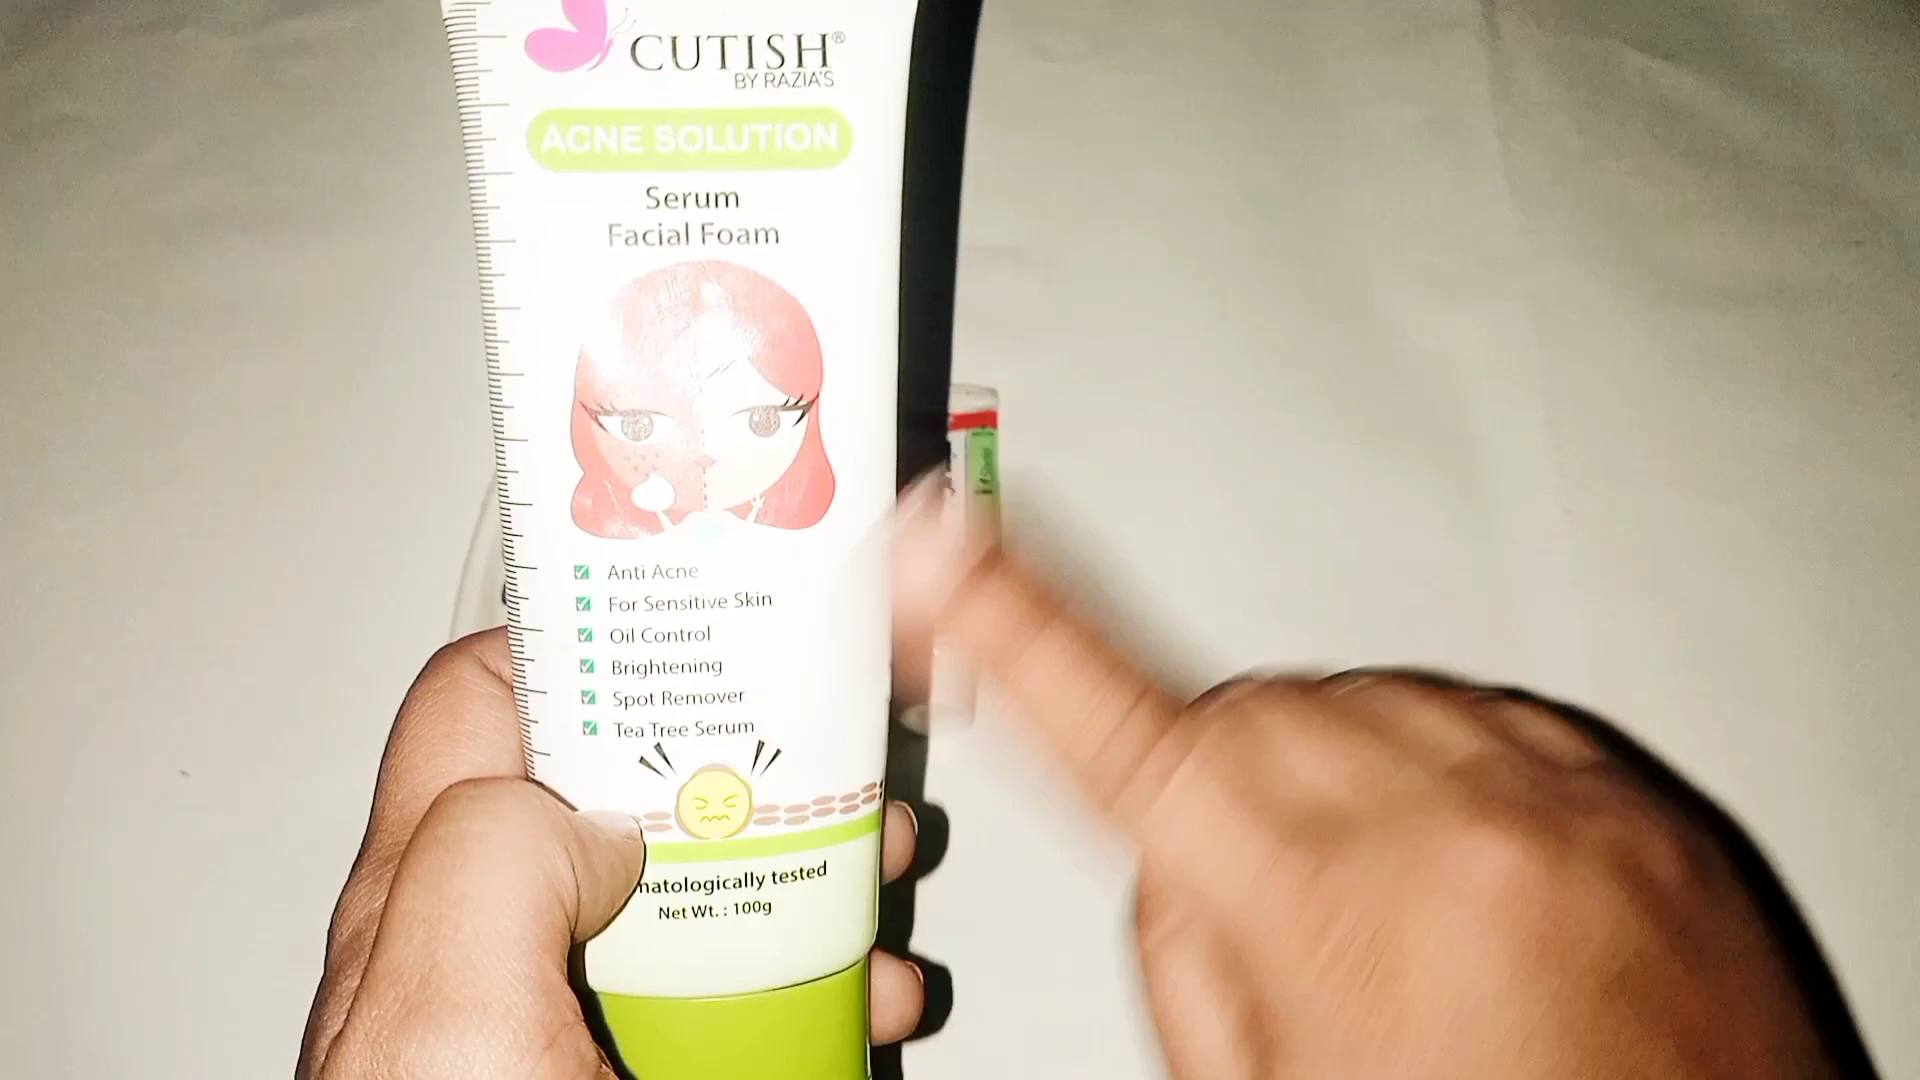 CUTISH®
BY RAZIA'S
ACNE SOLUTION
Serum
Facial Foam
Anti Acne
For Sensitive Skin
Oil Control
Brightening
Spot Remover
Tea Tree Serum
tested
Net Wt. : 100g